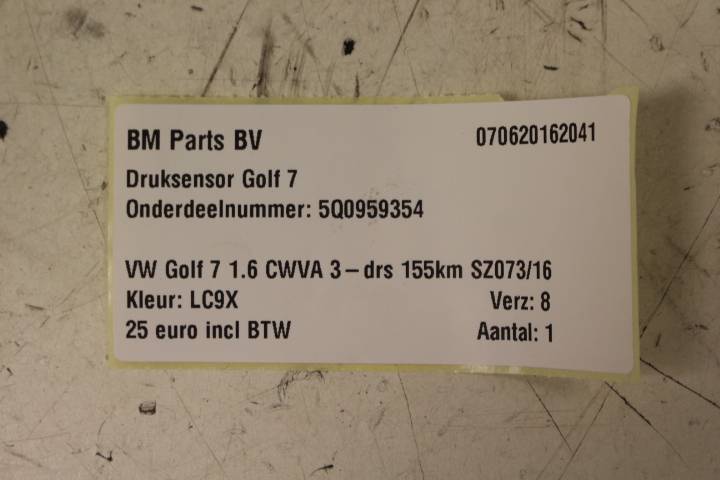 BM Parts BV 070620162041
Druksensor Golf 7
Onderdeelnummer: 5Q0959354
VW Golf 7 1.6 CWVA 3-drs 155km SZ073/16
Kleur: LC9X Verz: 8
25 euro incl BTW Aantal: 1